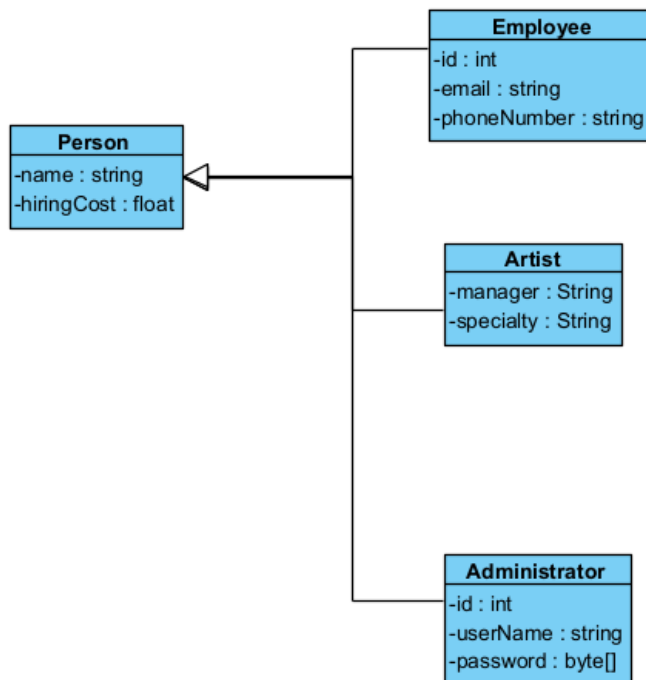 Employee
-id : int
-email : string
-phoneNumber : string
Person
-name : string
-hiringCost : float
Artist
-manager : String
-specialty : String
Administrator
-id : int
-userName : string
-password : byte[]